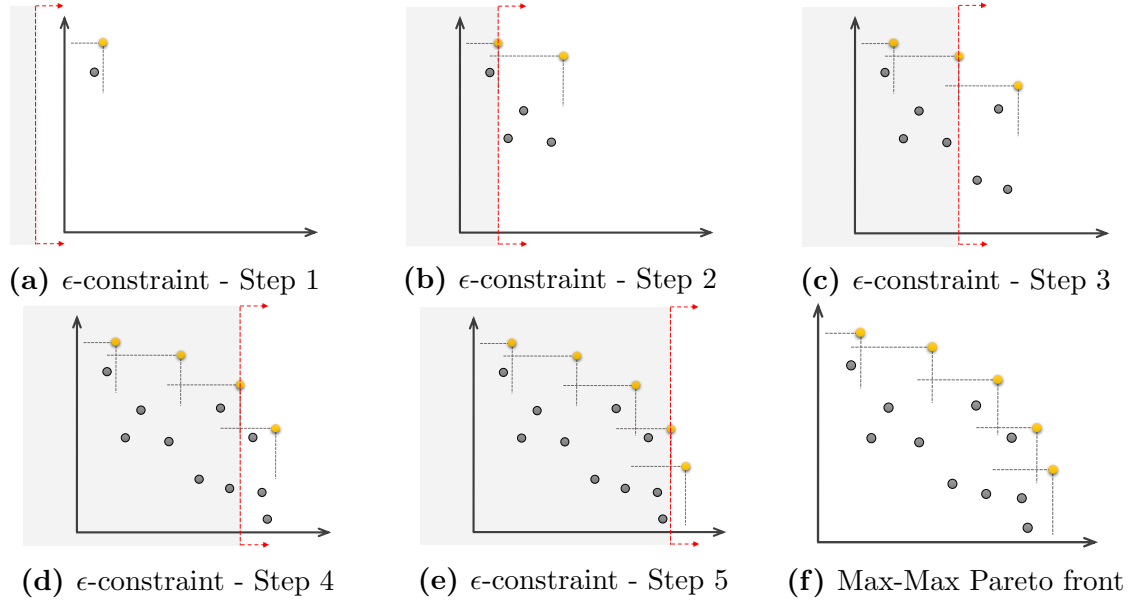 (a) ϵ-constraint - Step 1
(b) ϵ-constraint - Step 2
(c) ϵ-constraint - Step 3
(d) ϵ-constraint - Step 4
(e) ϵ-constraint - Step 5
(f) Max-Max Pareto front